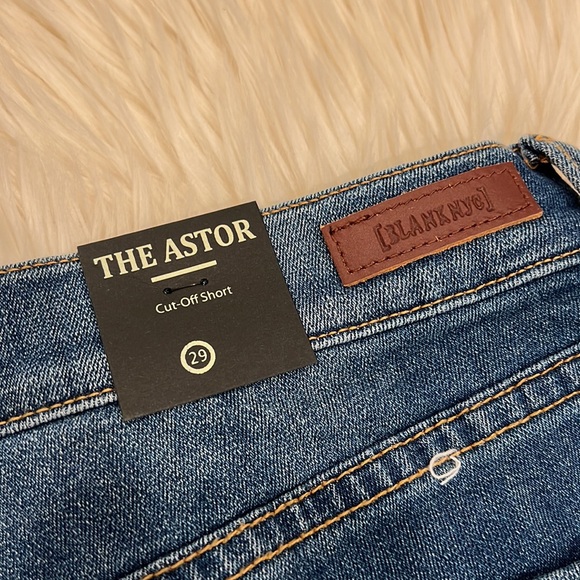 THE ASTOR
Cut-Off Short
29
[BLANKNYC]